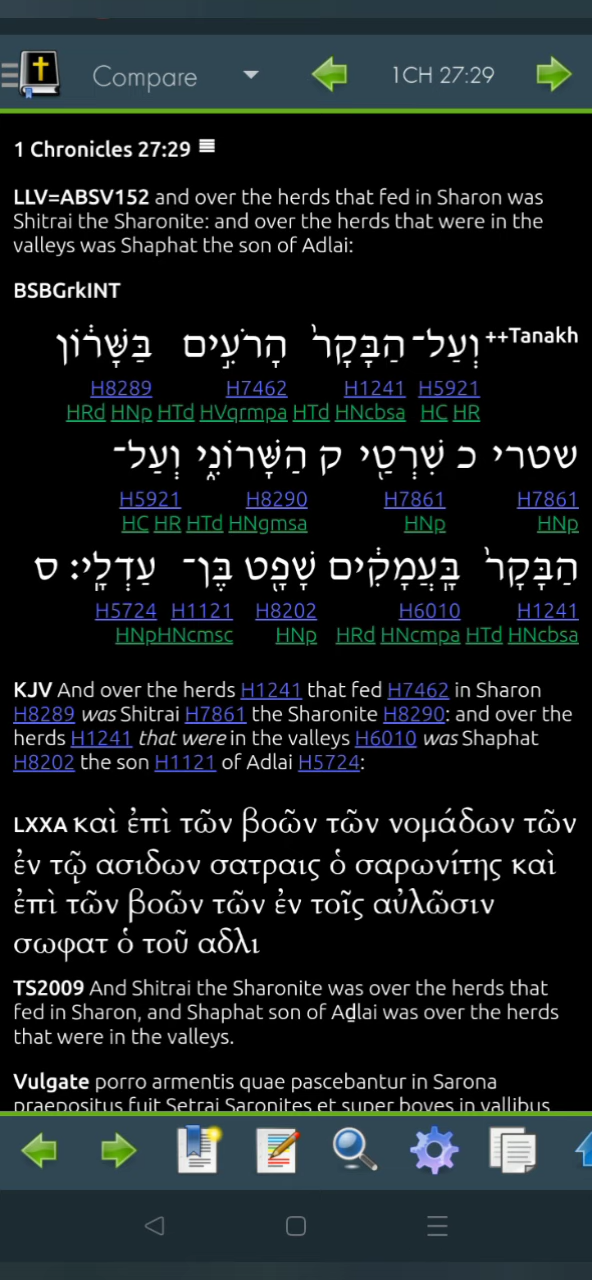 Compare
1CH 27:29
1 Chronicles 27:29
LLV=ABSV152 and over the herds that fed in Sharon was
Shitrai the Sharonite: and over the herds that were in the
valleys was Shaphat the son of Adlai:
BSBGrkINT
++Tanakh וְעַל־ הַבָּקָר֙ הָרֹעִ֣ים בַּשָּׁר֔וֹן
H8289 H7462 H1241 H5921
HRd HNp HTd HVqrmpa HTd HNcbsa HC HR
שטרי כ שִׁרְטַ֖י ק הַשָּׁרוֹנִ֑י וְעַל־
H5921 H8290 H7861 H7861
HC HR HTd HNgmsa HNp HNp
הַבָּקָר֙ בָּֽעֲמָקִ֔ים שָׁפָ֖ט בֶּן־ עַדְלָֽי׃ ס
H5724 H1121 H8202 H6010 H1241
HNpHNcmsc HNp HRd HNcmpa HTd HNcbsa
KJV And over the herds H1241 that fed H7462 in Sharon
H8289 was Shitrai H7861 the Sharonite H8290: and over the
herds H1241 that were in the valleys H6010 was Shaphat
H8202 the son H1121 of Adlai H5724:
LXXA καὶ ἐπὶ τῶν βοῶν τῶν νομάδων τῶν
ἐν τῷ ασιδων σατραις ὁ σαρωνίτης καὶ
ἐπὶ τῶν βοῶν τῶν ἐν τοῖς αὐλῶσιν
σωφατ ὁ τοῦ αδλι
TS2009 And Shitrai the Sharonite was over the herds that
fed in Sharon, and Shaphat son of Aḏlai was over the herds
that were in the valleys.
Vulgate porro armentis quae pascebantur in Sarona
praepositus fuit Setrai Saronites et super boves in vallibus